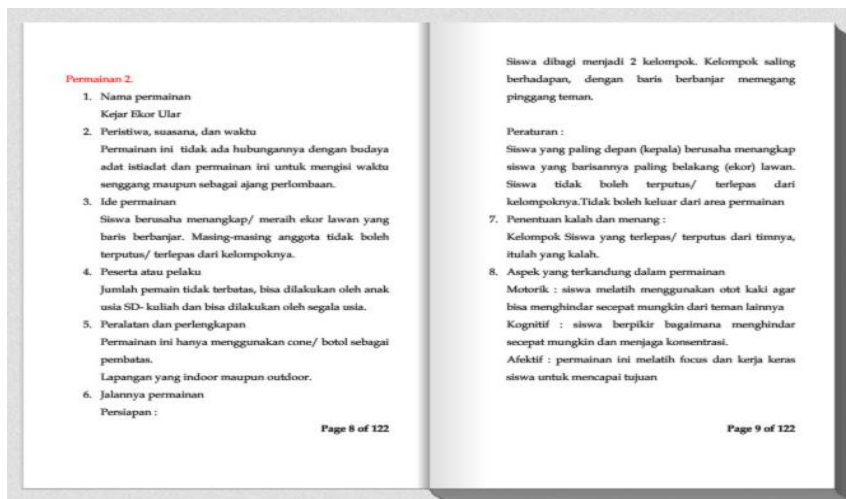 Permainan 2.
1. Nama permainan
Kejar Ekor Ular
2. Peristiwa, suasana, dan waktu
Permainan ini tidak ada hubungannya dengan budaya
adat istiadat dan permainan ini untuk mengisi waktu
senggang maupun sebagai ajang perlombaan.
3. Ide permainan
Siswa berusaha menangkap/ meraih ekor lawan yang
baris berbanjar. Masing-masing anggota tidak boleh
terputus/ terlepas dari kelompoknya.
4. Peserta atau pelaku
Jumlah pemain tidak terbatas, bisa dilakukan oleh anak
usia SD- kuliah dan bisa dilakukan oleh segala usia.
5. Peralatan dan perlengkapan
Permainan ini hanya menggunakan cone/ botol sebagai
pembatas.
Lapangan yang indoor maupun outdoor.
6. Jalannya permainan
Persiapan :
Page 8 of 122
Siswa dibagi menjadi 2 kelompok. Kelompok saling
berhadapan, dengan baris berbanjar memegang
pinggang teman.
Peraturan :
Siswa yang paling depan (kepala) berusaha menangkap
siswa yang barisannya paling belakang (ekor) lawan.
Siswa tidak boleh terputus/ terlepas dari
kelompoknya.Tidak boleh keluar dari area permainan
7. Penentuan kalah dan menang :
Kelompok Siswa yang terlepas/ terputus dari timnya,
itulah yang kalah.
8. Aspek yang terkandung dalam permainan
Motorik : siswa melatih menggunakan otot kaki agar
bisa menghindar secepat mungkin dari teman lainnya
Kognitif : siswa berpikir bagaimana menghindar
secepat mungkin dan menjaga konsentrasi.
Afektif : permainan ini melatih focus dan kerja keras
siswa untuk mencapai tujuan
Page 9 of 122